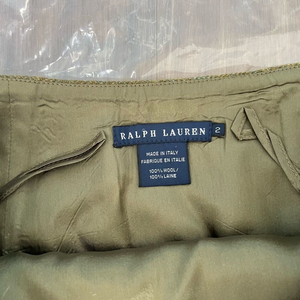 RALPH LAUREN
2
MADE IN ITALY
FABRIQUE EN ITALIE
100% WOOL/
100% LAINE